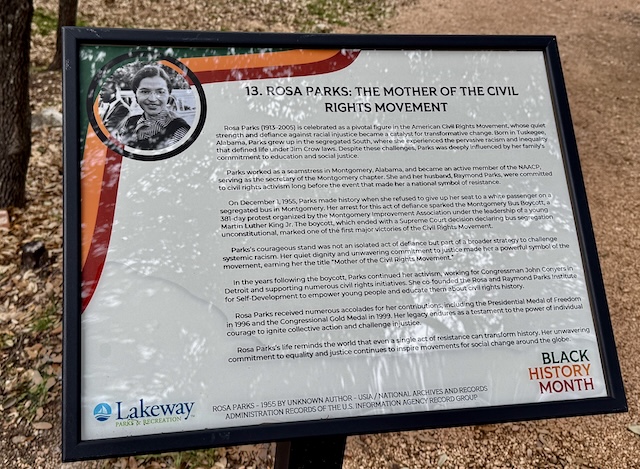 13. ROSA PARKS: THE MOTHER OF THE CIVIL
RIGHTS MOVEMENT
Rosa Parks (1913-2005) is celebrated as a pivotal figure in the American Civil Rights Movement, whose quiet
strength and defiance against racial injustice became a catalyst for transformative change. Born in Tuskegee,
Alabama, Parks grew up in the segregated South, where she experienced the pervasive racism and inequality
that defined life under Jim Crow laws. Despite these challenges, Parks was deeply influenced by her family's
commitment to education and social justice.
Parks worked as a seamstress in Montgomery, Alabama, and became an active member of the NAACP,
serving as the secretary of the Montgomery chapter. She and her husband, Raymond Parks, were committed
to civil rights activism long before the event that made her a national symbol of resistance.
On December 1, 1955, Parks made history when she refused to give up her seat to a white passenger on a
segregated bus in Montgomery. Her arrest for this act of defiance sparked the Montgomery Bus Boycott, a
381-day protest organized by the Montgomery Improvement Association under the leadership of a young
Martin Luther King Jr. The boycott, which ended with a Supreme Court decision declaring bus segregation
unconstitutional, marked one of the first major victories of the Civil Rights Movement.
Parks's courageous stand was not an isolated act of defiance but part of a broader strategy to challenge
systemic racism. Her quiet dignity and unwavering commitment to justice made her a powerful symbol of the
movement, earning her the title "Mother of the Civil Rights Movement."
In the years following the boycott, Parks continued her activism, working for Congressman John Conyers in
Detroit and supporting numerous civil rights initiatives. She co-founded the Rosa and Raymond Parks Institute
for Self-Development to empower young people and educate them about civil rights history.
Rosa Parks received numerous accolades for her contributions, including the Presidential Medal of Freedom
in 1996 and the Congressional Gold Medal in 1999. Her legacy endures as a testament to the power of individual
courage to ignite collective action and challenge injustice.
Rosa Parks's life reminds the world that even a single act of resistance can transform history. Her unwavering
commitment to equality and justice continues to inspire movements for social change around the globe.
BLACK
HISTORY
MONTH
Lakeway
PARKS & RECREATION
ROSA PARKS - 1955 BY UNKNOWN AUTHOR - USIA / NATIONAL ARCHIVES AND RECORDS
ADMINISTRATION RECORDS OF THE U.S. INFORMATION AGENCY RECORD GROUP